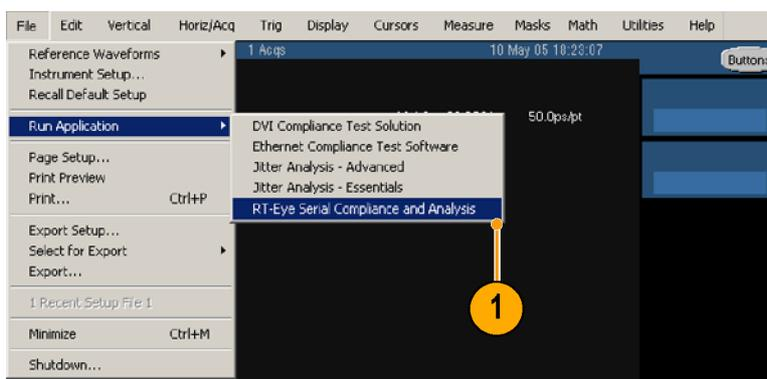 File Edit Vertical Horiz/Acq Trig Display Cursors Measure Masks Math Utilities Help
Reference Waveforms
Instrument Setup...
Recall Default Setup
Run Application
Page Setup...
Print Preview
Print... Ctrl+P
Export Setup...
Select for Export
Export...
1 Recent Setup File 1
Minimize Ctrl+M
Shutdown...
1 Acqs 10 May 05 18:23:07
Button
50.0ps/pt
DVI Compliance Test Solution
Ethernet Compliance Test Software
Jitter Analysis - Advanced
Jitter Analysis - Essentials
RT-Eye Serial Compliance and Analysis
1